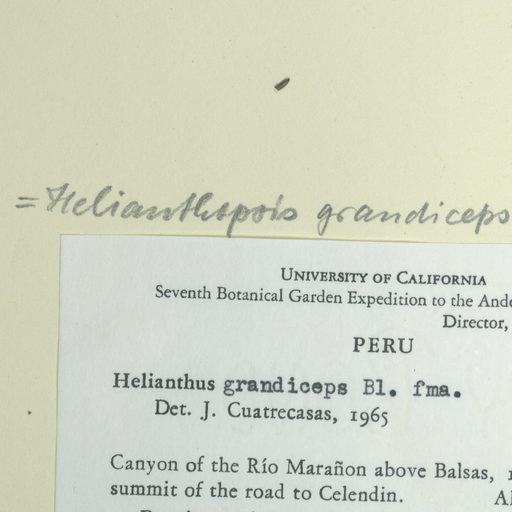 = Helianthopsis grandiceps
UNIVERSITY OF CALIFORNIA
Seventh Botanical Garden Expedition to the Ande
Director,
PERU
Helianthus grandiceps Bl. fma.
Det. J. Cuatrecasas, 1965
Canyon of the Río Marañon above Balsas,
summit of the road to Celendin. Al